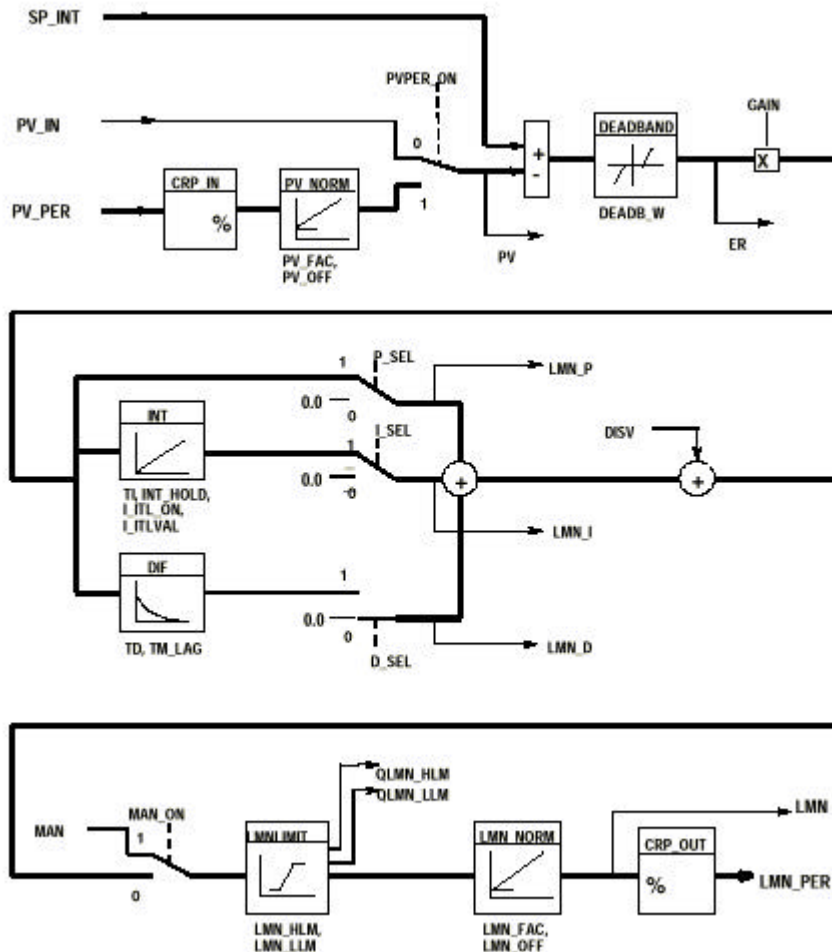 SP_INT
PVPER_ON
GAIN
PV_IN
DEADBAND
0
+
-
X
CRP_IN
PV_NORM
PV_PER
%
1
DEADB_W
PV_FAC,
PV_OFF
PV
ER
P_SEL
1
LMN_P
0.0
0
INT
I_SEL
1
DISV
0.0
0
+
+
TI, INT_HOLD,
I_ITL_ON,
I_ITLVAL
LMN_I
DIF
1
0.0
0
TD, TM_LAG
D_SEL
LMN_D
QLMN_HLM
QLMN_LLM
MAN_ON
MAN
1
LMNLIMIT
LMN_NORM
LMN
CRP_OUT
%
LMN_PER
0
LMN_HLM,
LMN_LLM
LMN_FAC,
LMN_OFF